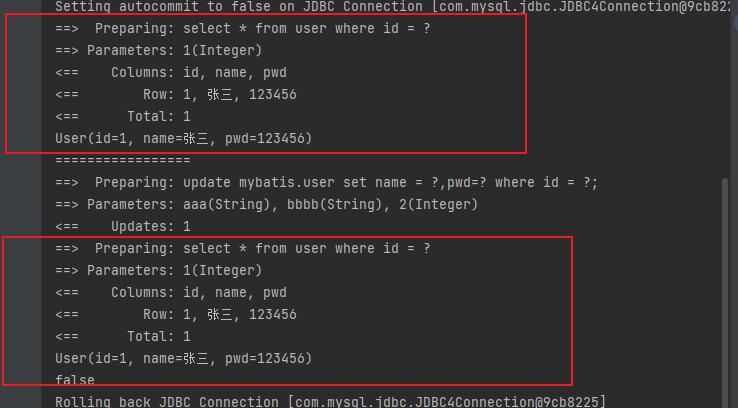 Setting autocommit to false on JDBC Connection [com.mysql.jdbc.JDBC4Connection@9cb822
==>  Preparing: select * from user where id = ?
==> Parameters: 1(Integer)
<==    Columns: id, name, pwd
<==        Row: 1, 张三, 123456
<==      Total: 1
User(id=1, name=张三, pwd=123456)
=================
==>  Preparing: update mybatis.user set name = ?,pwd=? where id = ?;
==> Parameters: aaa(String), bbbb(String), 2(Integer)
<==    Updates: 1
==>  Preparing: select * from user where id = ?
==> Parameters: 1(Integer)
<==    Columns: id, name, pwd
<==        Row: 1, 张三, 123456
<==      Total: 1
User(id=1, name=张三, pwd=123456)
false
Rolling back JDBC Connection [com.mysql.jdbc.JDBC4Connection@9cb8225]